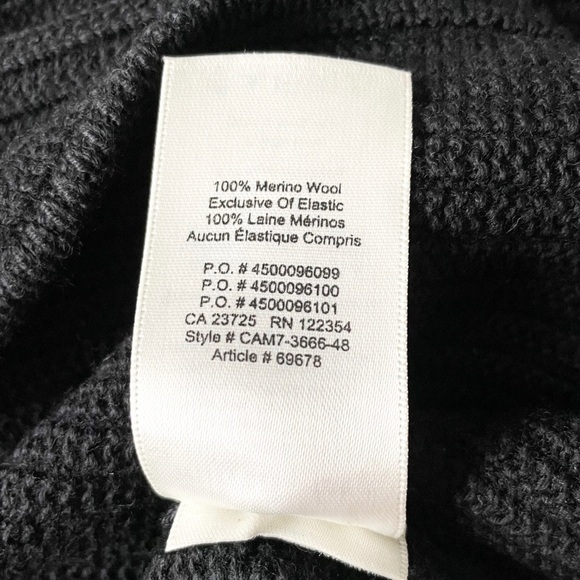 100% Merino Wool
Exclusive Of Elastic
100% Laine Mérinos
Aucun Élastique Compris
P.O. # 4500096099
P.O. # 4500096100
P.O. # 4500096101
CA 23725 RN 122354
Style # CAM7-3666-48
Article # 69678